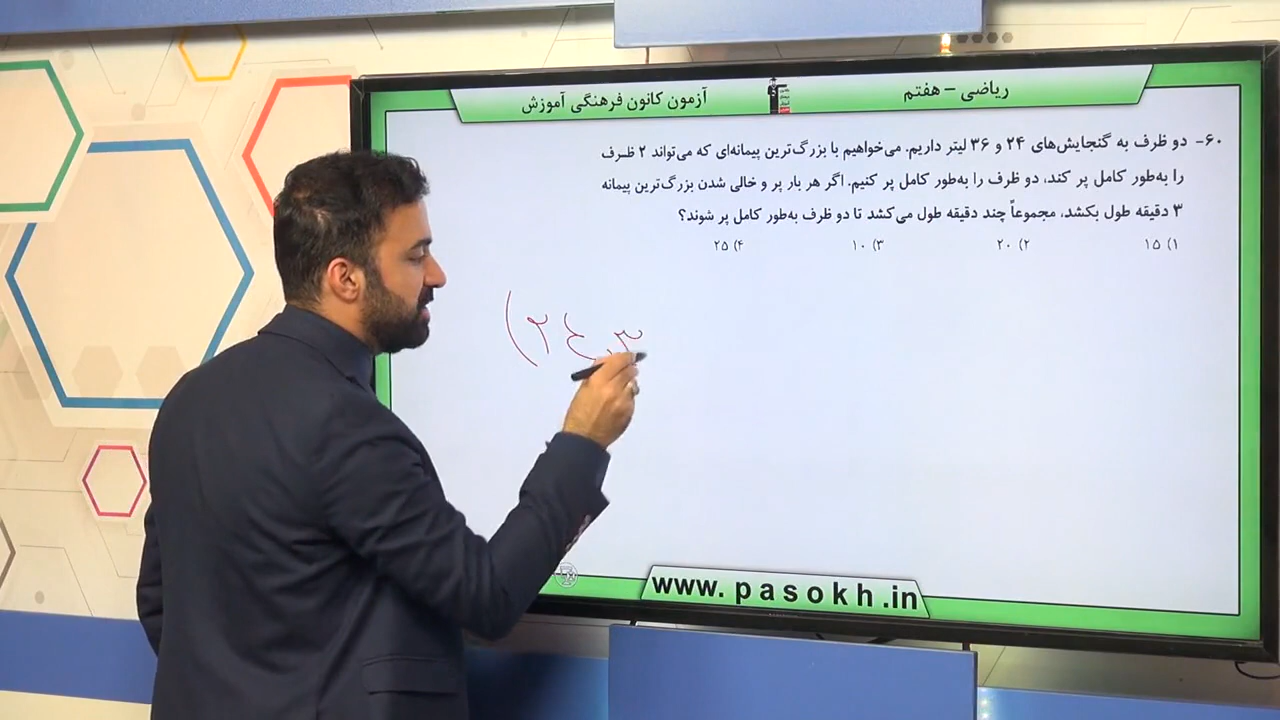 ریاضی - هفتم
آزمون کانون فرهنگی آموزش
۶۰- دو ظرف به گنجایش‌های ۲۴ و ۳۶ لیتر داریم. می‌خواهیم با بزرگ‌ترین پیمانه‌ای که می‌تواند ۲ ظرف
را به‌طور کامل پر کند، دو ظرف را به‌طور کامل پر کنیم. اگر هر بار پر و خالی شدن بزرگ‌ترین پیمانه
۳ دقیقه طول بکشد، مجموعاً چند دقیقه طول می‌کشد تا دو ظرف به‌طور کامل پر شوند؟
۱) ۱۵ ۲) ۲۰ ۳) ۱۰ ۴) ۲۵
(۲۴, ۳
www.pasokh.in